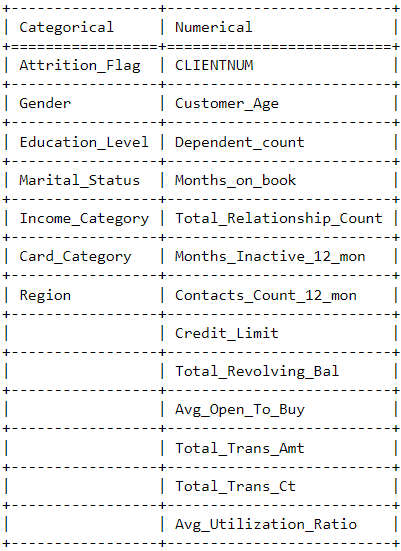 Categorical Numerical
Attrition_Flag CLIENTNUM
Gender Customer_Age
Education_Level Dependent_count
Marital_Status Months_on_book
Income_Category Total_Relationship_Count
Card_Category Months_Inactive_12_mon
Region Contacts_Count_12_mon
Credit_Limit
Total_Revolving_Bal
Avg_Open_To_Buy
Total_Trans_Amt
Total_Trans_Ct
Avg_Utilization_Ratio